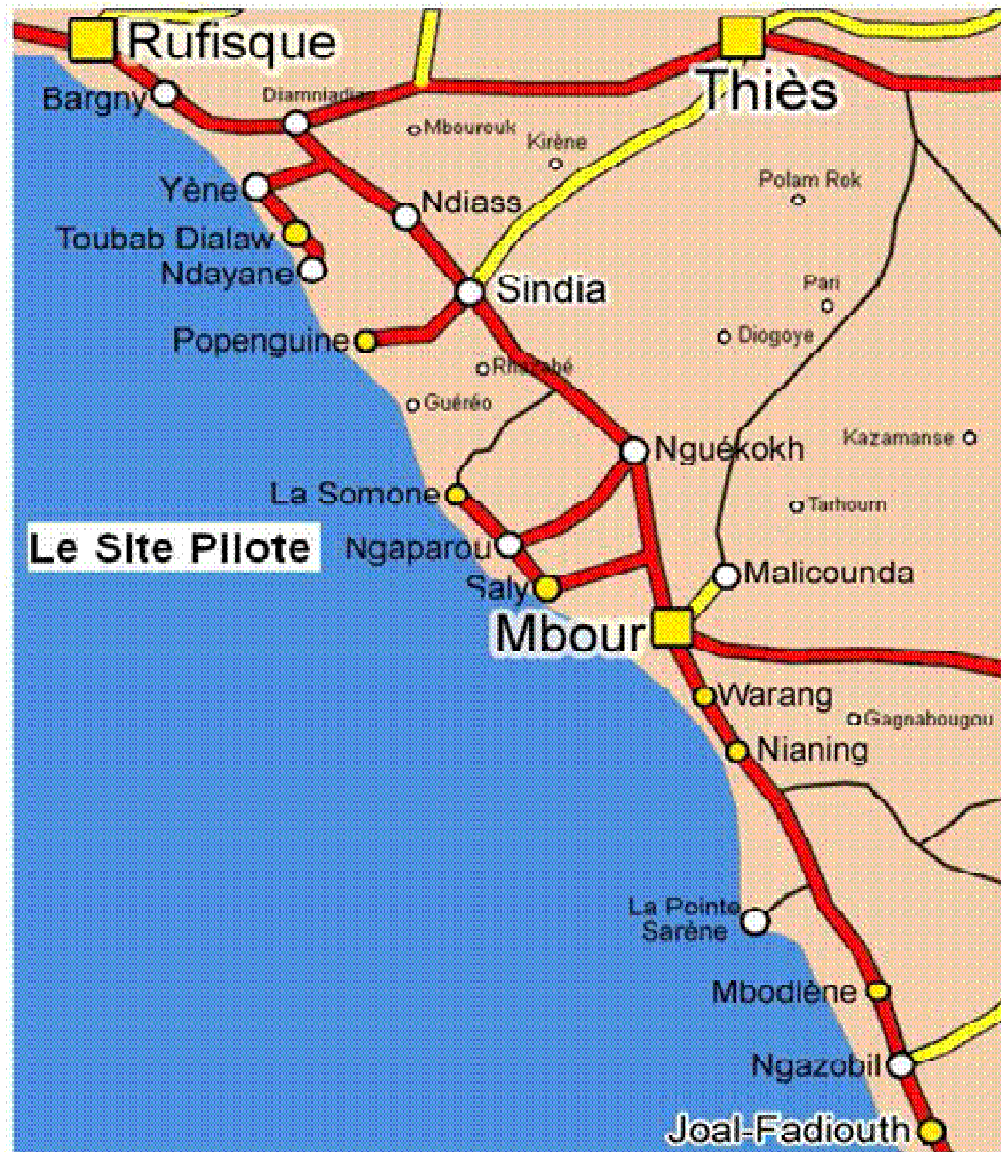 Rufisque
Thiès
Bargny
Mbourouk
Kirène
Yène
Ndiass
Polam Rek
Toubab Dialaw
Ndayane
Sindia
Pari
Popenguine
Diogoye
Guéréo
Nguékokh
Kazamanse
La Somone
Tarhourn
Le Site Pilote
Ngaparou
Saly
Malicounda
Mbour
Warang
Gagnabougou
Nianing
La Pointe
Sarène
Mbodiène
Ngazobil
Joal-Fadiouth